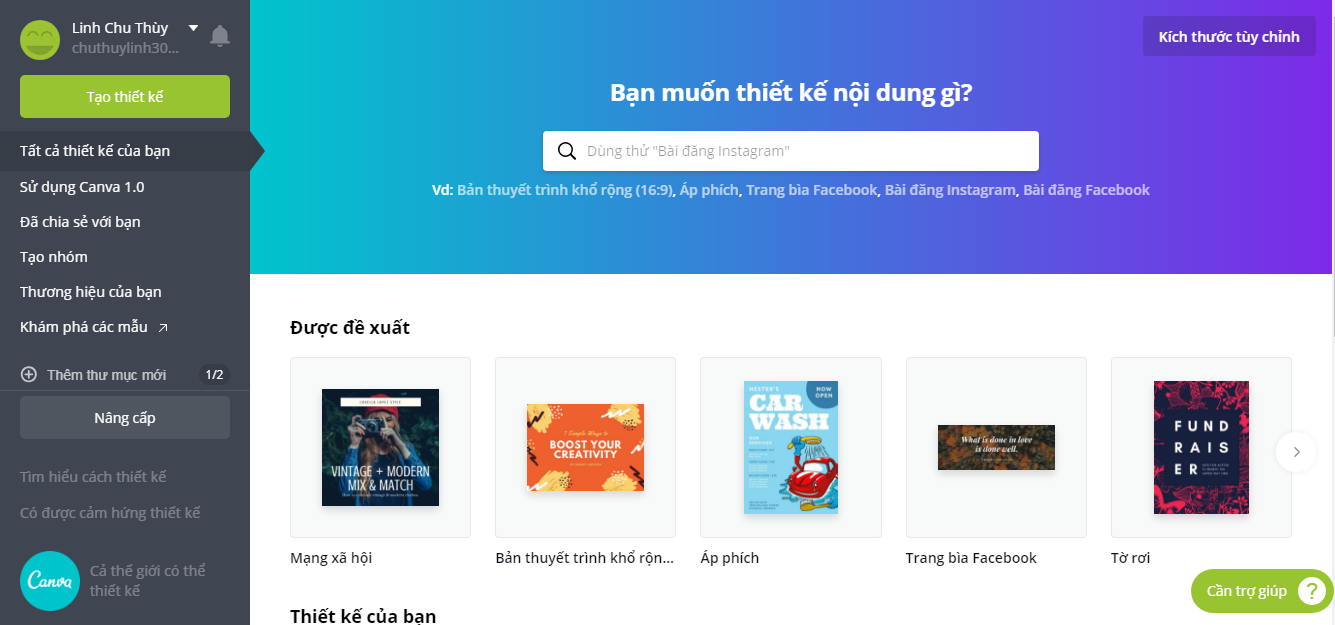 Linh Chu Thùy
chuthuylinh30...
Tạo thiết kế
Tất cả thiết kế của bạn
Sử dụng Canva 1.0
Đã chia sẻ với bạn
Tạo nhóm
Thương hiệu của bạn
Khám phá các mẫu
Thêm thư mục mới 1/2
Nâng cấp
Tìm hiểu cách thiết kế
Có được cảm hứng thiết kế
Canva
Cả thế giới có thể
thiết kế
Kích thước tùy chỉnh
Bạn muốn thiết kế nội dung gì?
Dùng thử "Bài đăng Instagram"
Vd: Bản thuyết trình khổ rộng (16:9), Áp phích, Trang bìa Facebook, Bài đăng Instagram, Bài đăng Facebook
Được đề xuất
VINTAGE + MODERN
MIX & MATCH
Mạng xã hội
7 Simple Ways to
BOOST YOUR
CREATIVITY
Bản thuyết trình khổ rộn...
HESTER'S
NOW
OPEN
CAR
WASH
OUR
SERVICES
Áp phích
What is done in love
is done well.
Trang bìa Facebook
FUND
RAIS
ER
Tờ rơi
Cần trợ giúp ?
Thiết kế của bạn